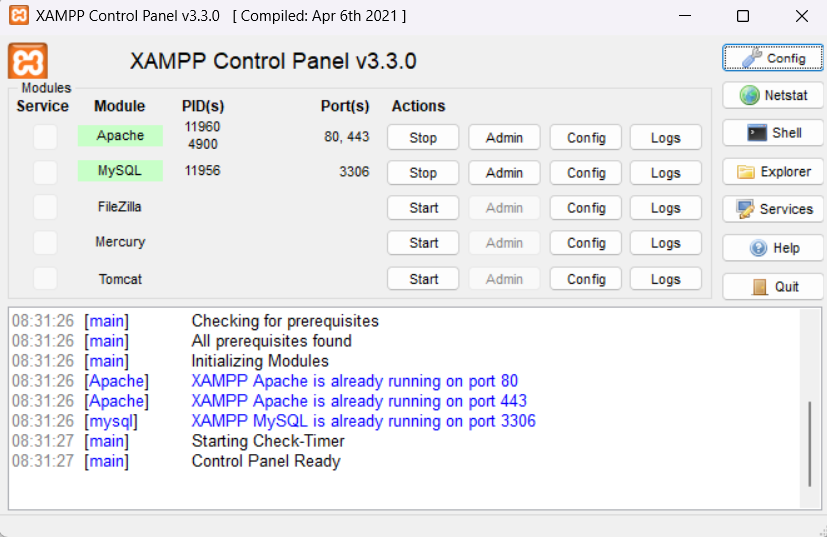 XAMPP Control Panel v3.3.0 [ Compiled: Apr 6th 2021 ]
XAMPP Control Panel v3.3.0
Config
Netstat
Shell
Explorer
Services
Help
Quit
Modules
Service Module PID(s) Port(s) Actions
Apache 11960 4900 80, 443 Stop Admin Config Logs
MySQL 11956 3306 Stop Admin Config Logs
FileZilla Start Admin Config Logs
Mercury Start Admin Config Logs
Tomcat Start Admin Config Logs
08:31:26 [main] Checking for prerequisites
08:31:26 [main] All prerequisites found
08:31:26 [main] Initializing Modules
08:31:26 [Apache] XAMPP Apache is already running on port 80
08:31:26 [Apache] XAMPP Apache is already running on port 443
08:31:26 [mysql] XAMPP MySQL is already running on port 3306
08:31:27 [main] Starting Check-Timer
08:31:27 [main] Control Panel Ready